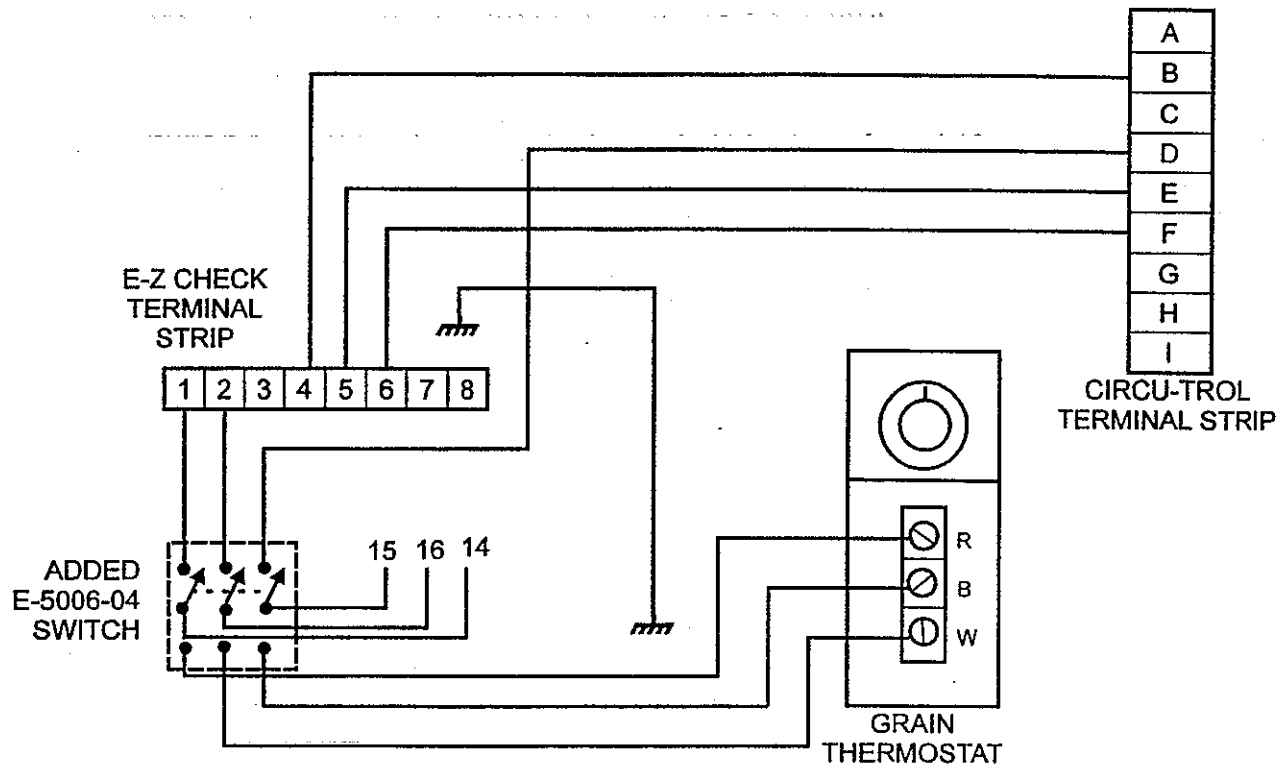 A
B
C
D
E
F
G
H
I
CIRCU-TROL
TERMINAL STRIP
E-Z CHECK
TERMINAL
STRIP
1 2 3 4 5 6 7 8
15 16 14
ADDED
E-5006-04
SWITCH
R
B
W
GRAIN
THERMOSTAT